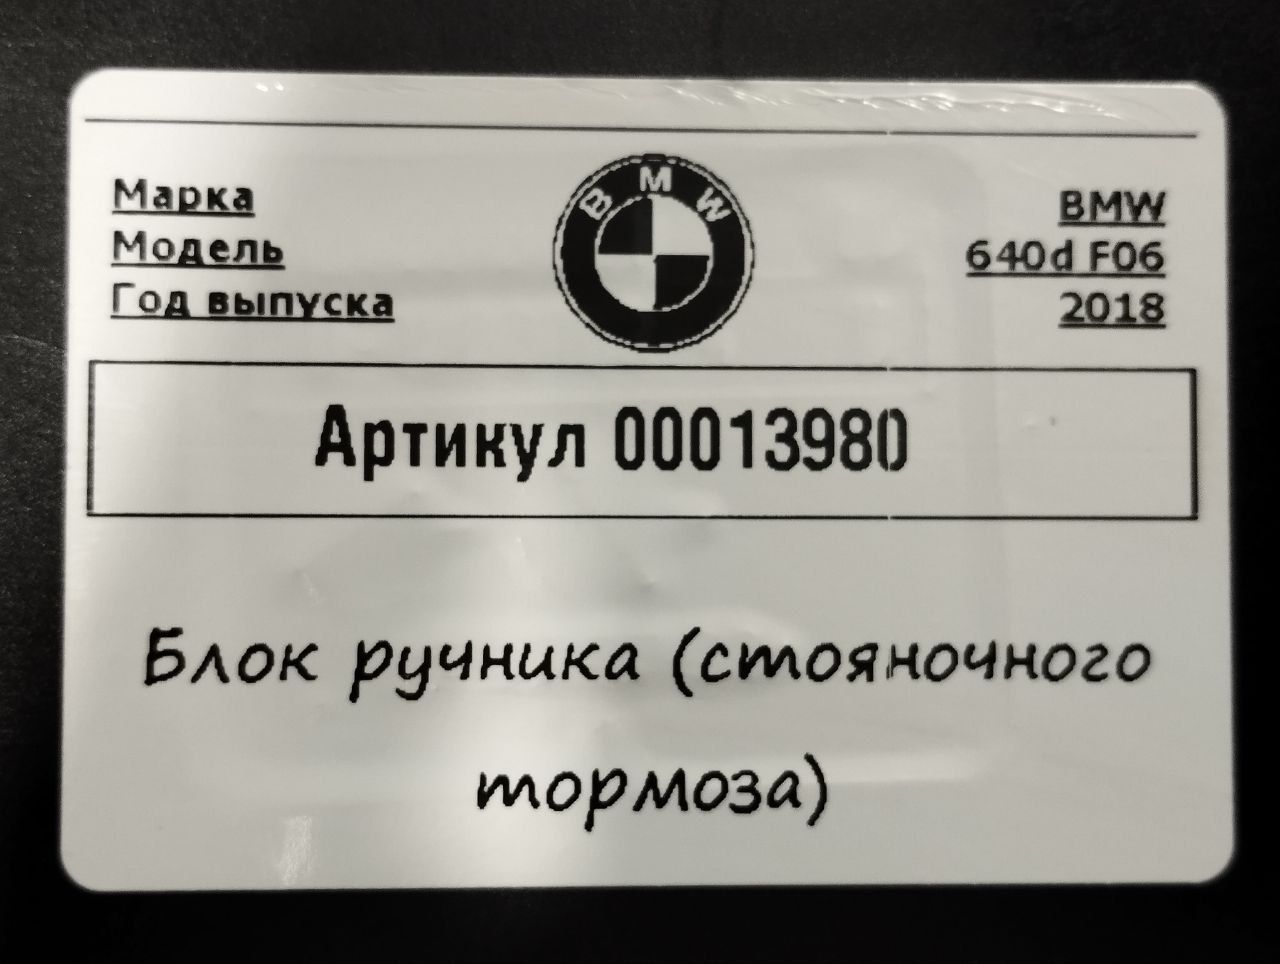 BMW
Марка BMW
Модель 640d F06
Год выпуска 2018
Артикул 00013980
Блок ручника (стояночного
тормоза)